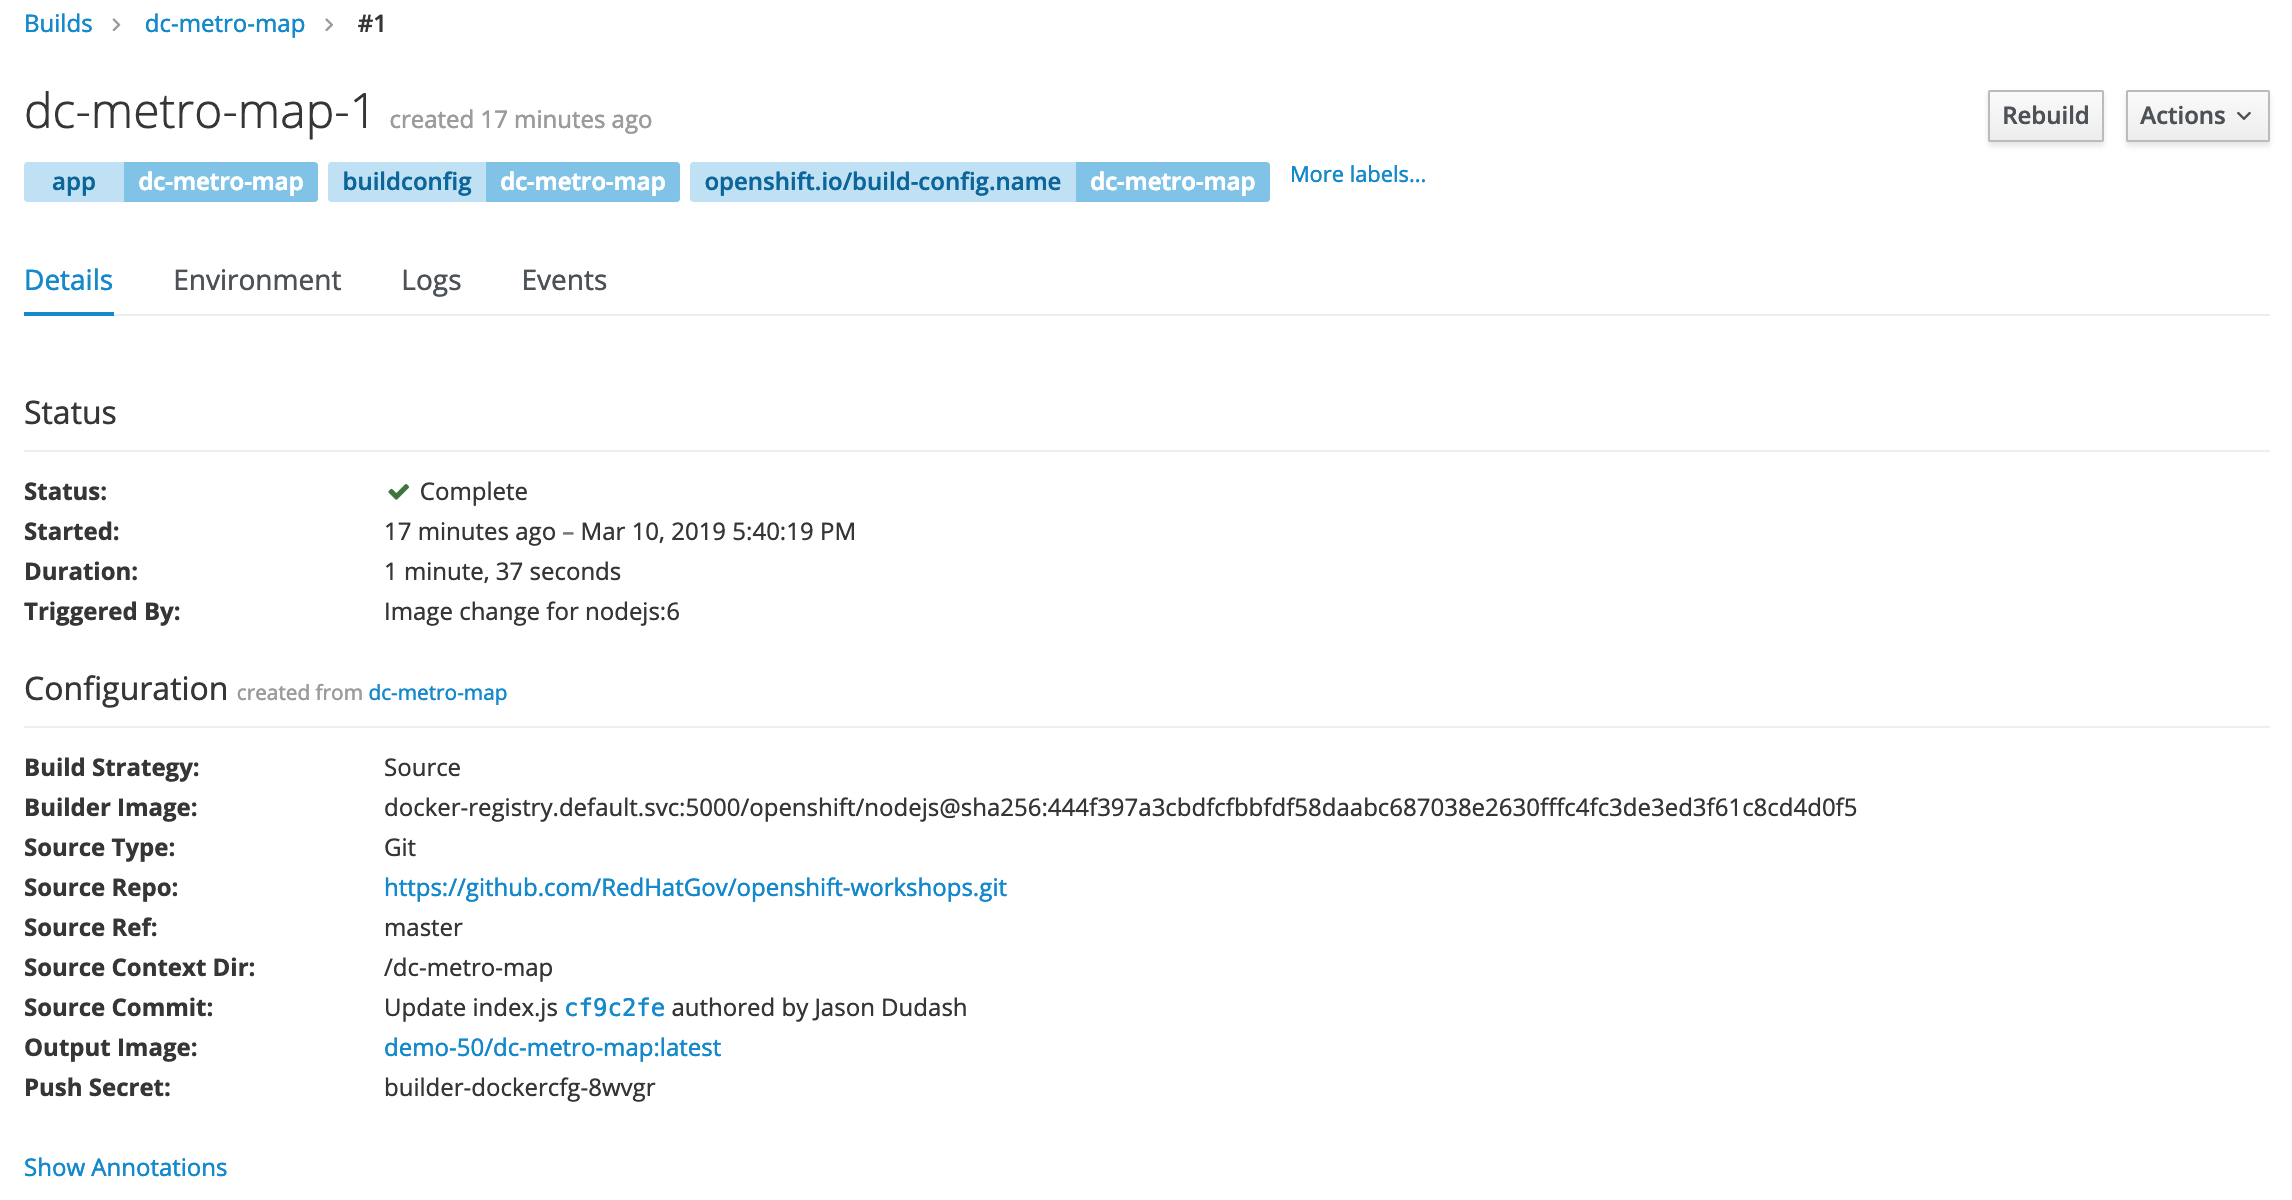 Builds > dc-metro-map > #1
dc-metro-map-1 created 17 minutes ago
Rebuild Actions
app dc-metro-map buildconfig dc-metro-map openshift.io/build-config.name dc-metro-map More labels...
Details Environment Logs Events
Status
Status: Complete
Started: 17 minutes ago – Mar 10, 2019 5:40:19 PM
Duration: 1 minute, 37 seconds
Triggered By: Image change for nodejs:6
Configuration created from dc-metro-map
Build Strategy: Source
Builder Image: docker-registry.default.svc:5000/openshift/nodejs@sha256:444f397a3cbdfcfbbfdf58daabc687038e2630fffc4fc3de3ed3f61c8cd4d0f5
Source Type: Git
Source Repo: https://github.com/RedHatGov/openshift-workshops.git
Source Ref: master
Source Context Dir: /dc-metro-map
Source Commit: Update index.js cf9c2fe authored by Jason Dudash
Output Image: demo-50/dc-metro-map:latest
Push Secret: builder-dockercfg-8wvgr
Show Annotations